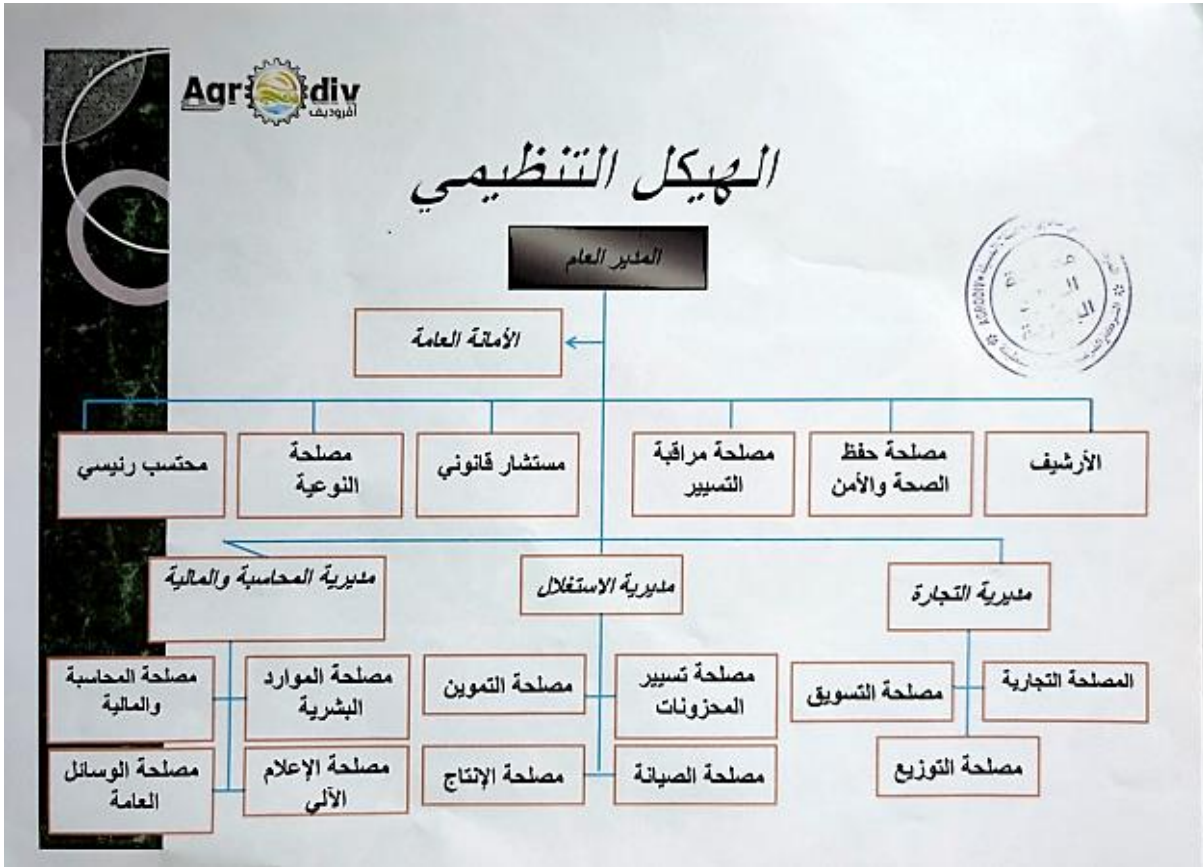 Agrodiv
أقروديف
الهيكل التنظيمي
المدير العام
الأمانة العامة
الأرشيف
مصلحة حفظ
الصحة والأمن
مصلحة مراقبة
التسيير
مستشار قانوني
مصلحة
النوعية
محتسب رئيسي
مديرية التجارة
مديرية الاستغلال
مديرية المحاسبة والمالية
المصلحة التجارية
مصلحة التسويق
مصلحة التوزيع
مصلحة تسيير
المحزونات
مصلحة التموين
مصلحة الصيانة
مصلحة الإنتاج
مصلحة الموارد
البشرية
مصلحة المحاسبة
والمالية
مصلحة الإعلام
الآلي
مصلحة الوسائل
العامة
AGRODIV